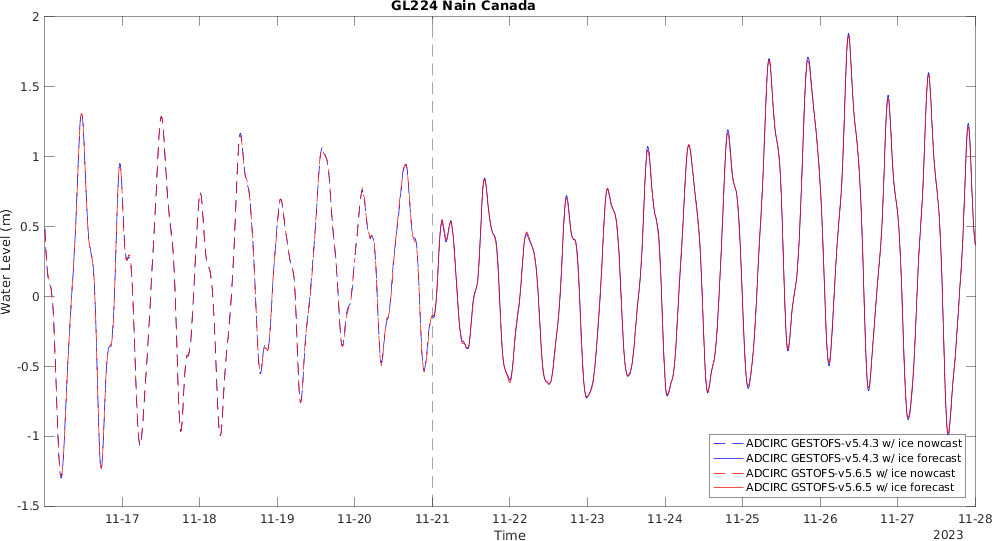 GL224 Nain Canada
2
1.5
1
0.5
0
-0.5
-1
-1.5
Water Level (m)
ADCIRC GESTOFS-v5.4.3 w/ ice nowcast
ADCIRC GESTOFS-v5.4.3 w/ ice forecast
ADCIRC GSTOFS-v5.6.5 w/ ice nowcast
ADCIRC GSTOFS-v5.6.5 w/ ice forecast
11-17 11-18 11-19 11-20 11-21 11-22 11-23 11-24 11-25 11-26 11-27 11-28
Time
2023